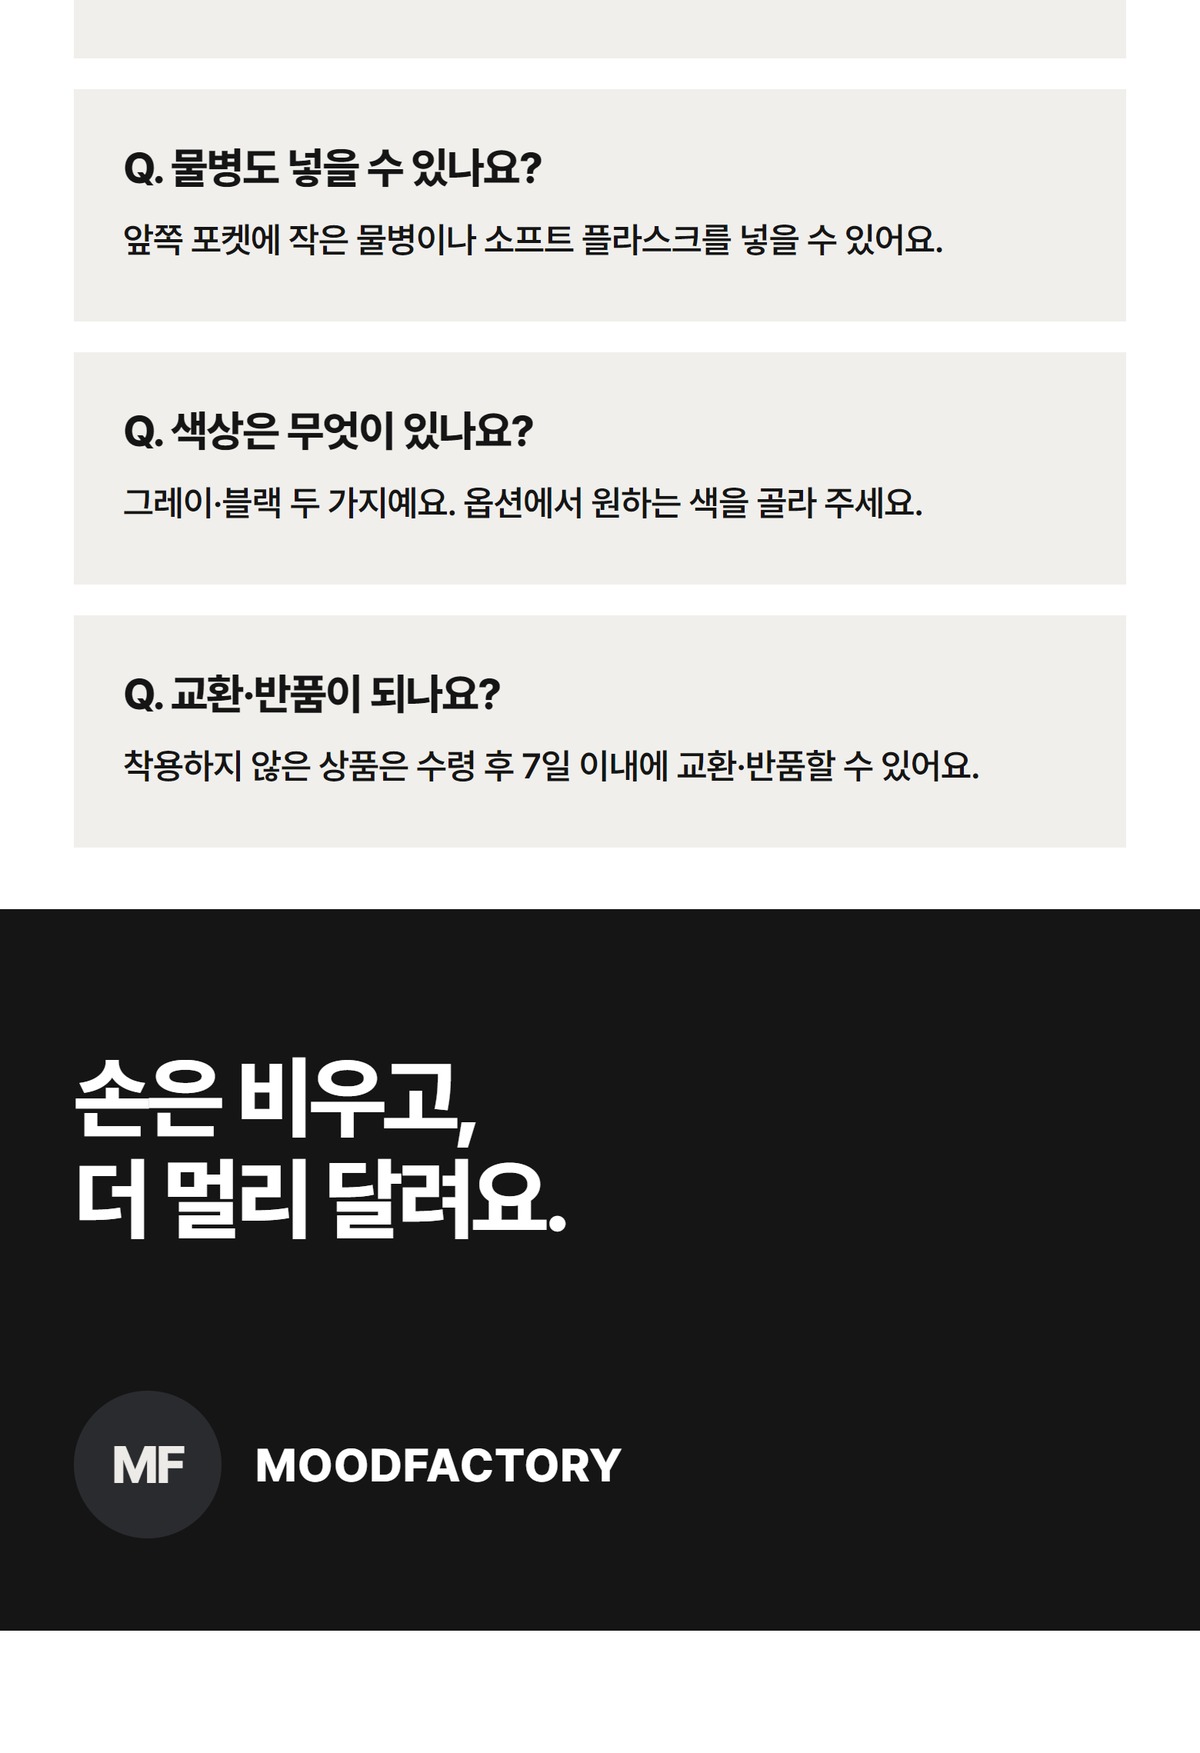 Q. 물병도 넣을 수 있나요?
앞쪽 포켓에 작은 물병이나 소프트 플라스크를 넣을 수 있어요.
Q. 색상은 무엇이 있나요?
그레이·블랙 두 가지예요. 옵션에서 원하는 색을 골라 주세요.
Q. 교환·반품이 되나요?
착용하지 않은 상품은 수령 후 7일 이내에 교환·반품할 수 있어요.
손은 비우고,
더 멀리 달려요.
MF MOODFACTORY